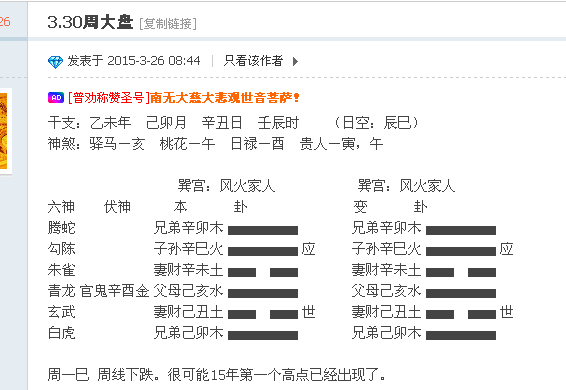 26
3.30周大盘 [复制链接]
发表于 2015-3-26 08:44 | 只看该作者
AD [普劝称赞圣号]南无大慈大悲观世音菩萨！
干支：乙未年 己卯月 辛丑日 壬辰时 （日空：辰巳）
神煞：驿马—亥 桃花—午 日禄—酉 贵人—寅，午
巽宫：风火家人 巽宫：风火家人
六神 伏神 本 卦 变 卦
腾蛇 兄弟辛卯木 兄弟辛卯木
勾陈 子孙辛巳火 应 子孙辛巳火 应
朱雀 妻财辛未土 妻财辛未土
青龙 官鬼辛酉金 父母己亥水 父母己亥水
玄武 妻财己丑土 世 妻财己丑土 世
白虎 兄弟己卯木 兄弟己卯木
周一巳 周线下跌。很可能15年第一个高点已经出现了。